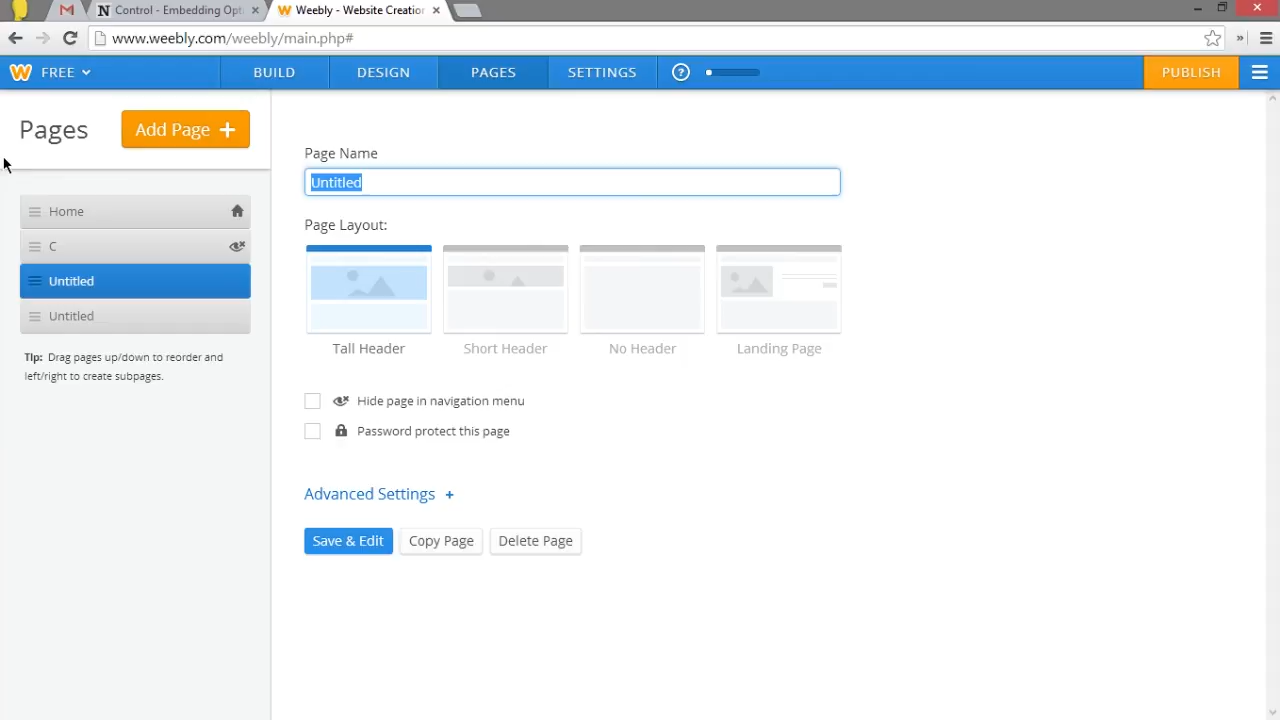 Control - Embedding Opt
Weebly - Website Creation
www.weebly.com/weebly/main.php#
FREE
BUILD
DESIGN
PAGES
SETTINGS
?
PUBLISH
Pages
Add Page +
Home
C
Untitled
Untitled
Tip: Drag pages up/down to reorder and
left/right to create subpages.
Page Name
Untitled
Page Layout:
Tall Header
Short Header
No Header
Landing Page
Hide page in navigation menu
Password protect this page
Advanced Settings +
Save & Edit
Copy Page
Delete Page